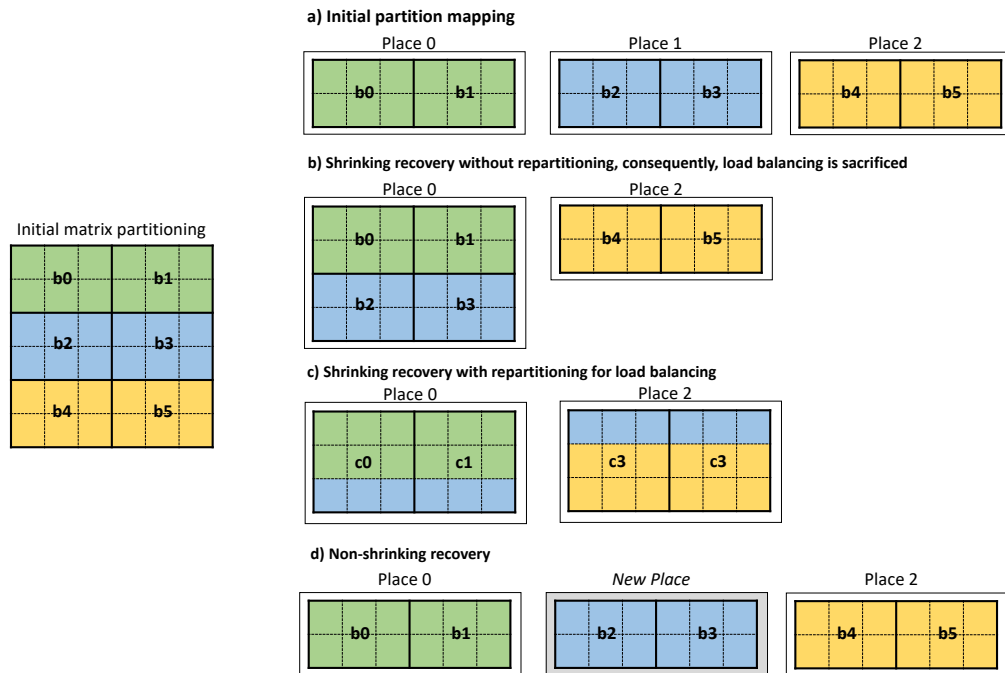 a) Initial partition mapping
Place 0
Place 1
Place 2
b0
b1
b2
b3
b4
b5
b) Shrinking recovery without repartitioning, consequently, load balancing is sacrificed
Place 0
Place 2
b0
b1
b2
b3
b4
b5
Initial matrix partitioning
b0
b1
b2
b3
b4
b5
c) Shrinking recovery with repartitioning for load balancing
Place 0
Place 2
c0
c1
c3
c3
d) Non-shrinking recovery
Place 0
New Place
Place 2
b0
b1
b2
b3
b4
b5